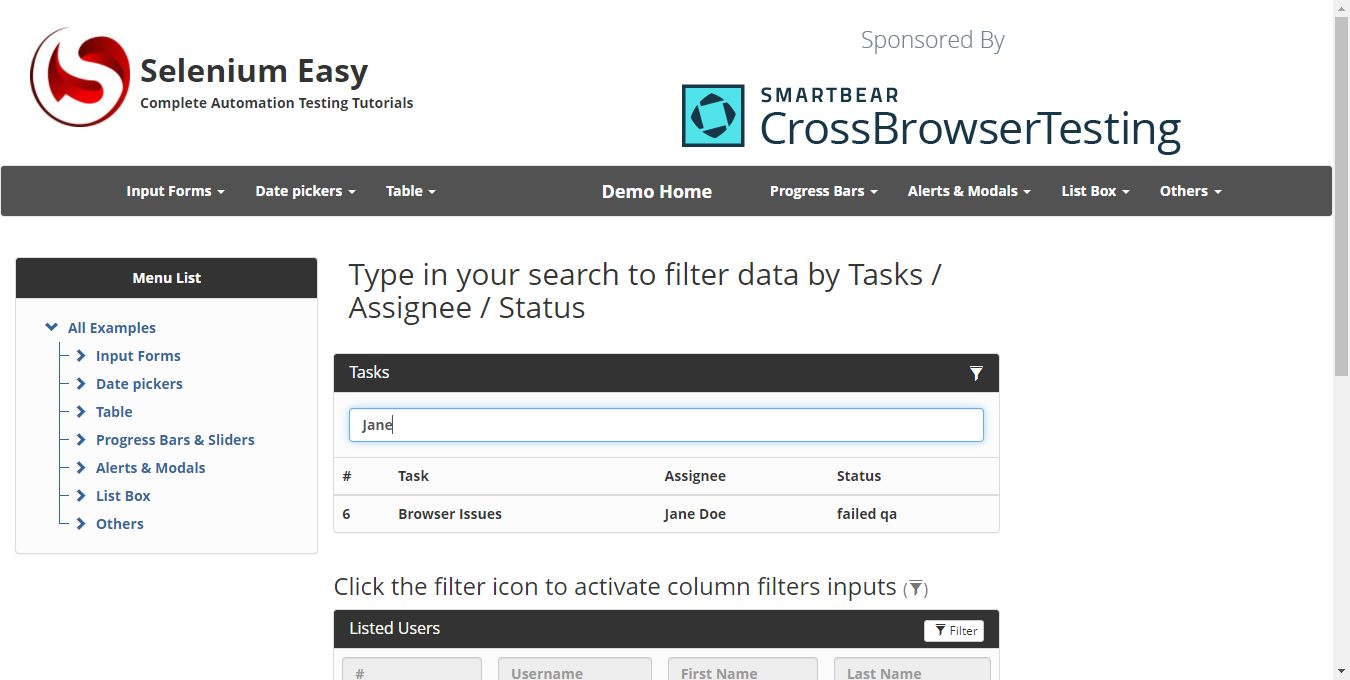 Selenium Easy
Complete Automation Testing Tutorials
Sponsored By
SMARTBEAR
CrossBrowserTesting
Input Forms Date pickers Table Demo Home Progress Bars Alerts & Modals List Box Others
Menu List
All Examples
Input Forms
Date pickers
Table
Progress Bars & Sliders
Alerts & Modals
List Box
Others
Type in your search to filter data by Tasks /
Assignee / Status
Tasks
Jane
# Task Assignee Status
6 Browser Issues Jane Doe failed qa
Click the filter icon to activate column filters inputs ()
Listed Users Filter
# Username First Name Last Name